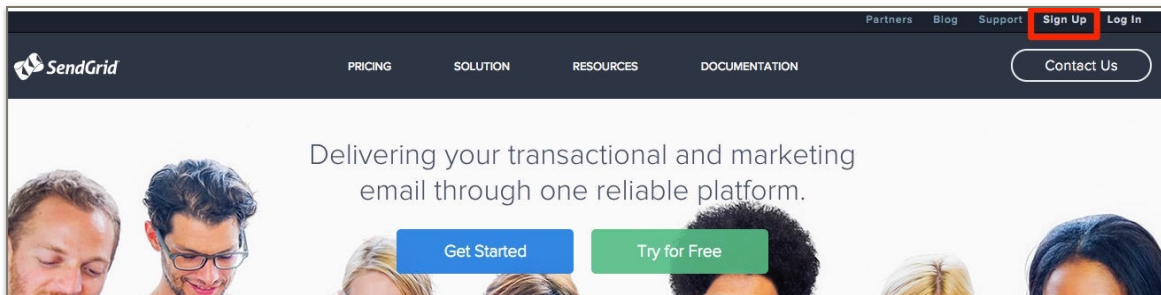 Partners Blog Support Sign Up Log In
SendGrid
PRICING SOLUTION RESOURCES DOCUMENTATION
Contact Us
Delivering your transactional and marketing
email through one reliable platform.
Get Started Try for Free